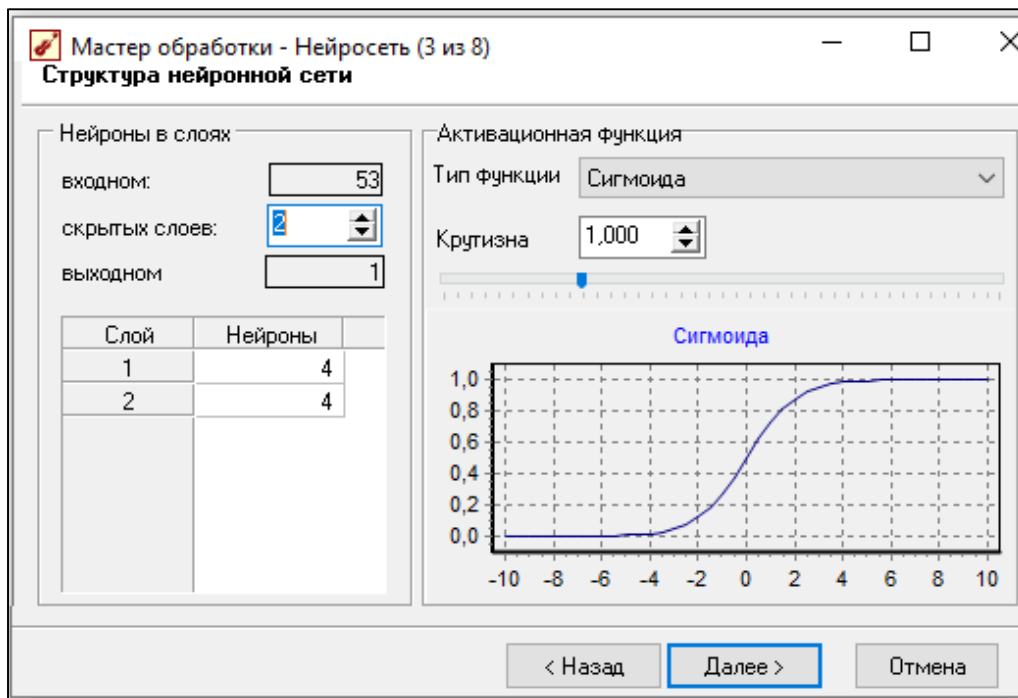 Мастер обработки - Нейросеть (3 из 8)
Структура нейронной сети
Нейроны в слоях
входном: 53
скрытых слоев: 2
выходном 1
Слой Нейроны
1 4
2 4
Активационная функция
Тип функции Сигмоида
Крутизна 1,000
Сигмоида
1,0
0,8
0,6
0,4
0,2
0,0
-10 -8 -6 -4 -2 0 2 4 6 8 10
< Назад Далее > Отмена